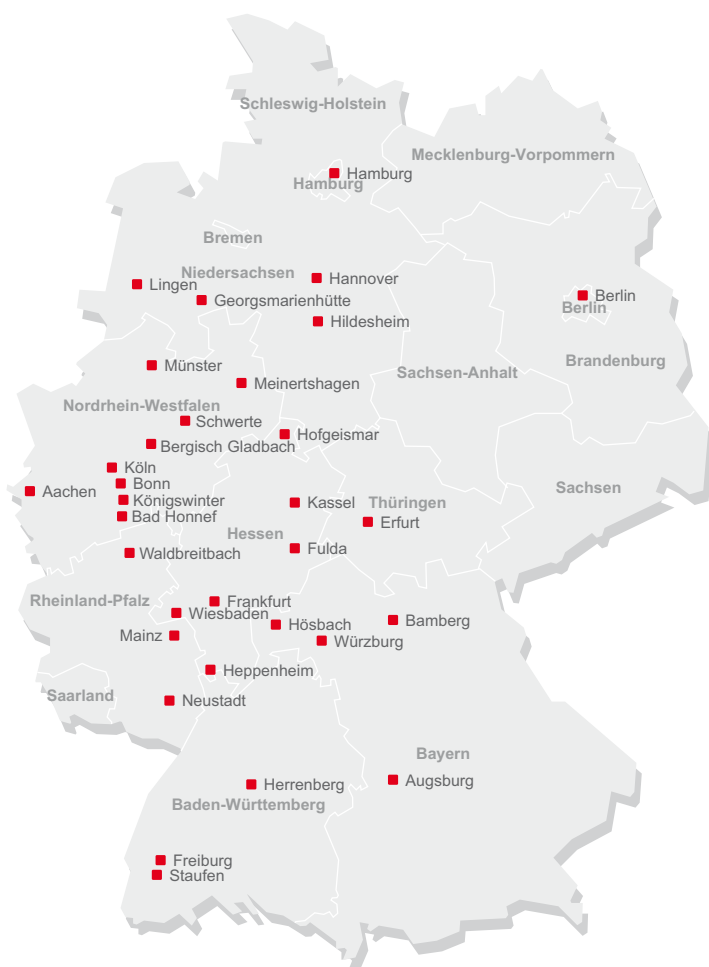 Schleswig-Holstein
Mecklenburg-Vorpommern
Hamburg
Hamburg
Bremen
Niedersachsen
Hannover
Lingen
Georgsmarienhütte
Berlin
Berlin
Hildesheim
Brandenburg
Münster
Sachsen-Anhalt
Meinertshagen
Nordrhein-Westfalen
Schwerte
Hofgeismar
Bergisch Gladbach
Köln
Bonn
Aachen
Sachsen
Königswinter
Kassel
Thüringen
Bad Honnef
Erfurt
Hessen
Waldbreitbach
Fulda
Rheinland-Pfalz
Frankfurt
Wiesbaden
Bamberg
Hösbach
Mainz
Würzburg
Heppenheim
Saarland
Neustadt
Bayern
Augsburg
Herrenberg
Baden-Württemberg
Freiburg
Staufen